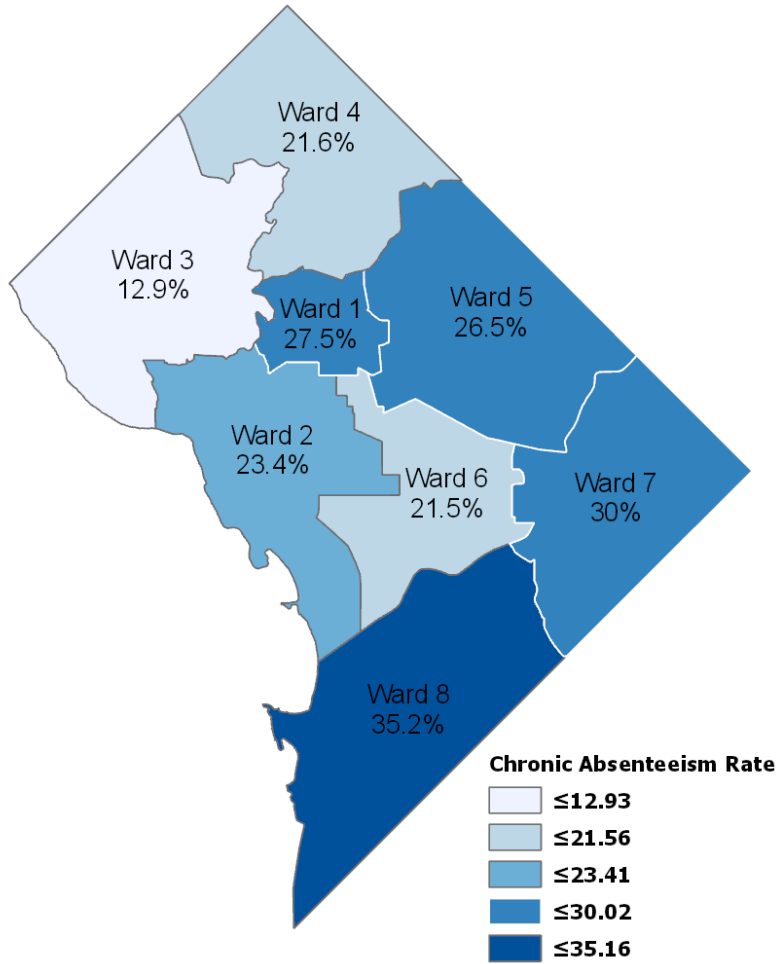 Ward 4
21.6%
Ward 3
12.9%
Ward 1
27.5%
Ward 5
26.5%
Ward 2
23.4%
Ward 6
21.5%
Ward 7
30%
Ward 8
35.2%
Chronic Absenteeism Rate
≤12.93
≤21.56
≤23.41
≤30.02
≤35.16